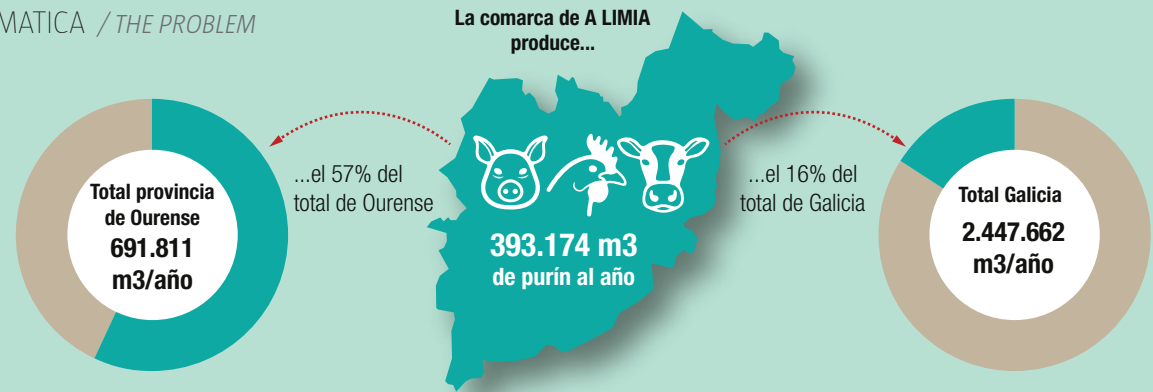 MATICA / THE PROBLEM
La comarca de A LIMIA
produce...
Total provincia
de Ourense
691.811
m3/año
...el 57% del
total de Ourense
393.174 m3
de purín al año
...el 16% del
total de Galicia
Total Galicia
2.447.662
m3/año